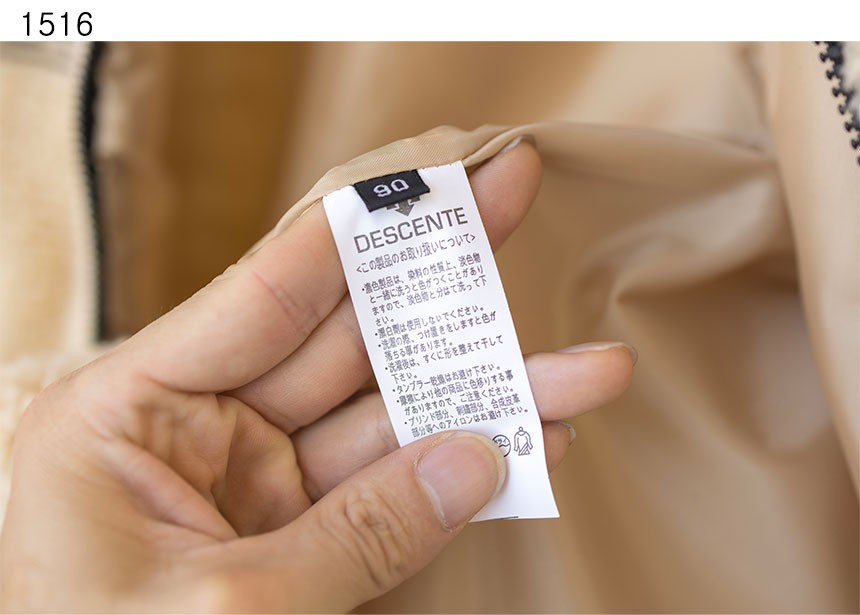 1516
90
DESCENTE
<この製品のお取り扱いについて>
・濃色製品は、染料の性質上、淡色物
と一緒に洗うと色がつくことがあり
ますので、淡色物と分けて洗って下
さい。
・漂白剤は使用しないでください。
・洗濯の際、つけ置きをしますと色が
落ちる事があります。
・洗濯後は、すぐに形を整えて干して
下さい。
・タンブラー乾燥はお避け下さい。
・摩擦により他の商品に色移りする事
がありますので、ご注意ください。
・プリント部分、刺繍部分、合成皮革
部分等へのアイロンはお避け下さい。